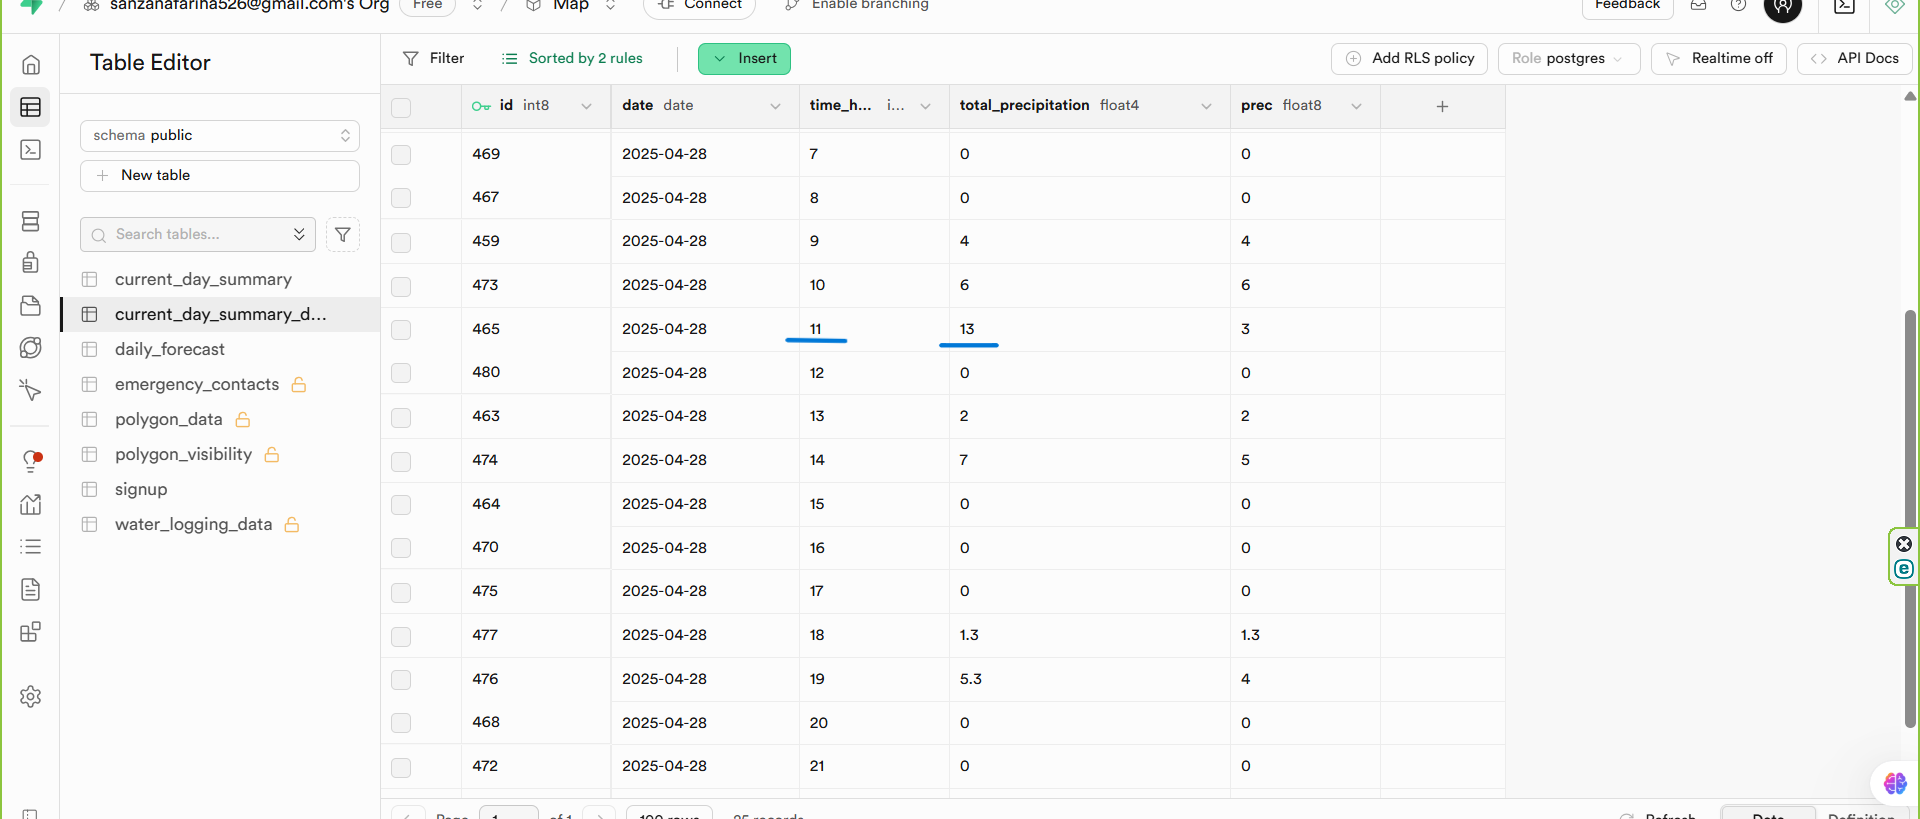 sanzanafariha526@gmail.com's Org Free Map Connect Enable branching Feedback
Table Editor
Filter Sorted by 2 rules Insert Add RLS policy Role postgres Realtime off API Docs
schema public
New table
Search tables...
current_day_summary
current_day_summary_d...
daily_forecast
emergency_contacts
polygon_data
polygon_visibility
signup
water_logging_data
id int8 date date time_h... i... total_precipitation float4 prec float8
469 2025-04-28 7 0 0
467 2025-04-28 8 0 0
459 2025-04-28 9 4 4
473 2025-04-28 10 6 6
465 2025-04-28 11 13 3
480 2025-04-28 12 0 0
463 2025-04-28 13 2 2
474 2025-04-28 14 7 5
464 2025-04-28 15 0 0
470 2025-04-28 16 0 0
475 2025-04-28 17 0 0
477 2025-04-28 18 1.3 1.3
476 2025-04-28 19 5.3 4
468 2025-04-28 20 0 0
472 2025-04-28 21 0 0
Page 1 of 1 100 rows 25 records Refresh Data Definition